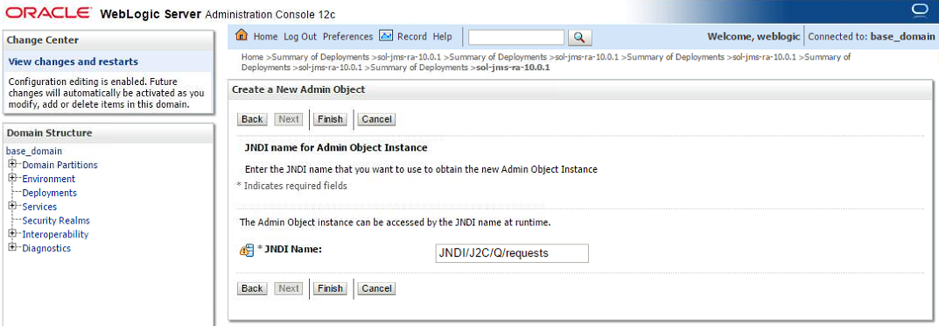 ORACLE WebLogic Server Administration Console 12c
Change Center
View changes and restarts
Configuration editing is enabled. Future
changes will automatically be activated as you
modify, add or delete items in this domain.
Domain Structure
base_domain
Domain Partitions
Environment
Deployments
Services
Security Realms
Interoperability
Diagnostics
Home Log Out Preferences Record Help
Welcome, weblogic Connected to: base_domain
Home >Summary of Deployments >sol-jms-ra-10.0.1 >Summary of Deployments >sol-jms-ra-10.0.1 >Summary of Deployments >sol-jms-ra-10.0.1 >Summary of
Deployments >sol-jms-ra-10.0.1 >Summary of Deployments >sol-jms-ra-10.0.1
Create a New Admin Object
Back Next Finish Cancel
JNDI name for Admin Object Instance
Enter the JNDI name that you want to use to obtain the new Admin Object Instance
* Indicates required fields
The Admin Object instance can be accessed by the JNDI name at runtime.
* JNDI Name: JNDI/J2C/Q/requests
Back Next Finish Cancel